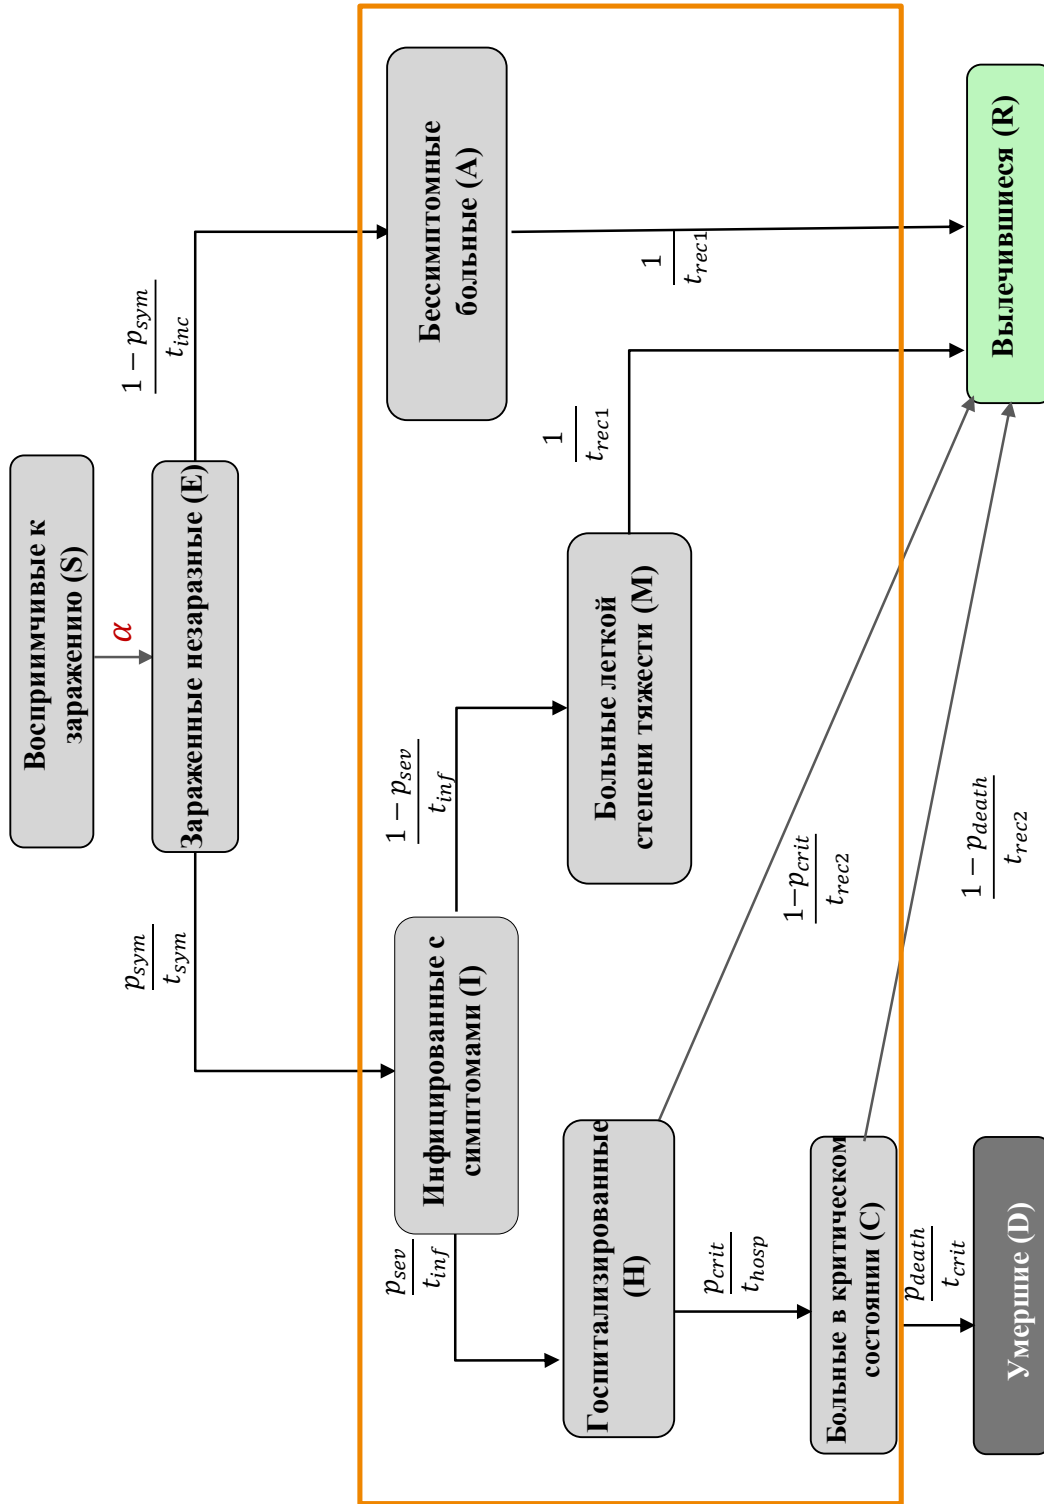 Восприимчивые к
заражению (S)
α
Зараженные незаразные (E)
p_sym
t_sym
1 − p_sym
t_inc
Инфицированные с
симптомами (I)
Бессимптомные
больные (A)
p_sev
t_inf
1 − p_sev
t_inf
Госпитализированные
(H)
Больные легкой
степени тяжести (M)
1
t_rec1
1
t_rec1
p_crit
t_hosp
1−p_crit
t_rec2
Больные в критическом
состоянии (C)
p_death
t_crit
1 − p_death
t_rec2
Умершие (D)
Вылечившиеся (R)